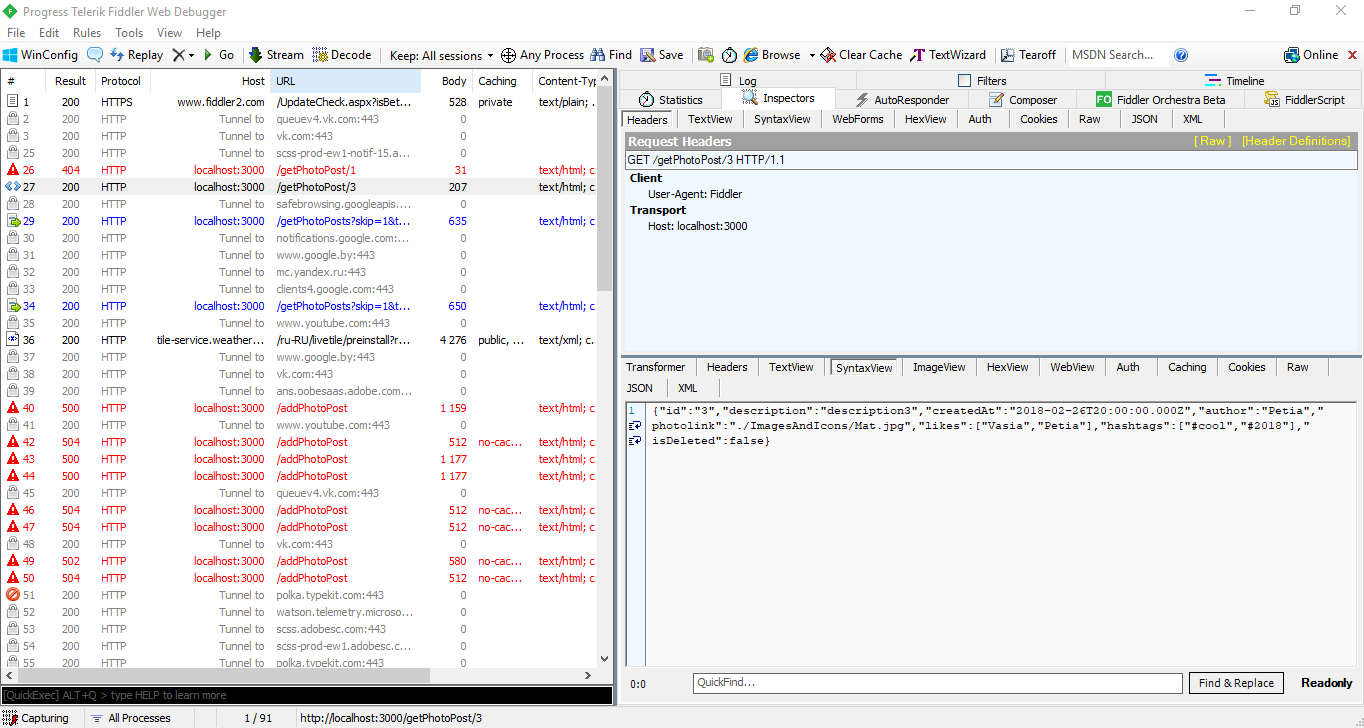 Progress Telerik Fiddler Web Debugger
File Edit Rules Tools View Help
WinConfig Replay Go Stream Decode Keep: All sessions Any Process Find Save Browse Clear Cache TextWizard Tearoff MSDN Search... Online
# Result Protocol Host URL Body Caching Content-Typ
1 200 HTTPS www.fiddler2.com /UpdateCheck.aspx?isBet... 528 private text/plain; .
2 200 HTTP Tunnel to queuev4.vk.com:443 0
3 200 HTTP Tunnel to vk.com:443 0
25 200 HTTP Tunnel to scss-prod-ew1-notif-15.a... 0
26 404 HTTP localhost:3000 /getPhotoPost/1 31 text/html; c
27 200 HTTP localhost:3000 /getPhotoPost/3 207 text/html; c
28 200 HTTP Tunnel to safebrowsing.googleapis.... 0
29 200 HTTP localhost:3000 /getPhotoPosts?skip=1&t... 635 text/html; c
30 200 HTTP Tunnel to notifications.google.com:... 0
31 200 HTTP Tunnel to www.google.by:443 0
32 200 HTTP Tunnel to mc.yandex.ru:443 0
33 200 HTTP Tunnel to clients4.google.com:443 0
34 200 HTTP localhost:3000 /getPhotoPosts?skip=1&t... 650 text/html; c
35 200 HTTP Tunnel to www.youtube.com:443 0
36 200 HTTP tile-service.weather... /ru-RU/livetile/preinstall?r... 4 276 public, ... text/xml; c.
37 200 HTTP Tunnel to www.google.by:443 0
38 200 HTTP Tunnel to vk.com:443 0
39 200 HTTP Tunnel to ans.oobesaas.adobe.com... 0
40 500 HTTP localhost:3000 /addPhotoPost 1 159 text/html; c
41 200 HTTP Tunnel to www.youtube.com:443 0
42 504 HTTP localhost:3000 /addPhotoPost 512 no-cac... text/html; c
43 500 HTTP localhost:3000 /addPhotoPost 1 177 text/html; c
44 500 HTTP localhost:3000 /addPhotoPost 1 177 text/html; c
45 200 HTTP Tunnel to queuev4.vk.com:443 0
46 504 HTTP localhost:3000 /addPhotoPost 512 no-cac... text/html; c
47 504 HTTP localhost:3000 /addPhotoPost 512 no-cac... text/html; c
48 200 HTTP Tunnel to vk.com:443 0
49 502 HTTP localhost:3000 /addPhotoPost 580 no-cac... text/html; c
50 504 HTTP localhost:3000 /addPhotoPost 512 no-cac... text/html; c
51 200 HTTP Tunnel to polka.typekit.com:443 0
52 200 HTTP Tunnel to watson.telemetry.microso... 0
53 200 HTTP Tunnel to scss.adobesc.com:443 0
54 200 HTTP Tunnel to scss-prod-ew1.adobesc.c... 0
55 200 HTTP Tunnel to polka.typekit.com:443 0
[QuickExec] ALT+Q > type HELP to learn more
Log Filters Timeline
Statistics Inspectors AutoResponder Composer FO Fiddler Orchestra Beta JS FiddlerScript
Headers TextView SyntaxView WebForms HexView Auth Cookies Raw JSON XML
Request Headers [ Raw ] [Header Definitions]
GET /getPhotoPost/3 HTTP/1.1
Client
User-Agent: Fiddler
Transport
Host: localhost:3000
Transformer Headers TextView SyntaxView ImageView HexView WebView Auth Caching Cookies Raw
JSON XML
1 {"id":"3","description":"description3","createdAt":"2018-02-26T20:00:00.000Z","author":"Petia","
photolink":"./ImagesAndIcons/Mat.jpg","likes":["Vasia","Petia"],"hashtags":["#cool","#2018"],"
isDeleted":false}
0:0 QuickFind... Find & Replace Readonly
Capturing All Processes 1 / 91 http://localhost:3000/getPhotoPost/3